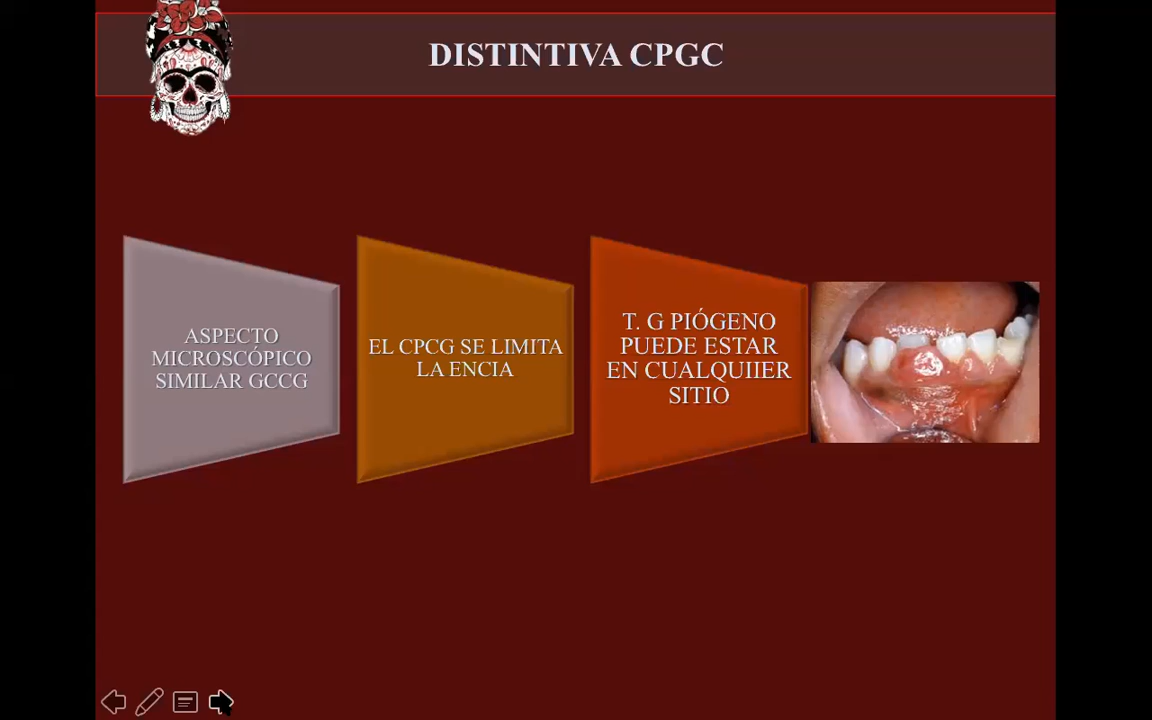 DISTINTIVA CPGC
ASPECTO
MICROSCÓPICO
SIMILAR GCCG
EL CPCG SE LIMITA
LA ENCIA
T. G PIÓGENO
PUEDE ESTAR
EN CUALQUIIER
SITIO